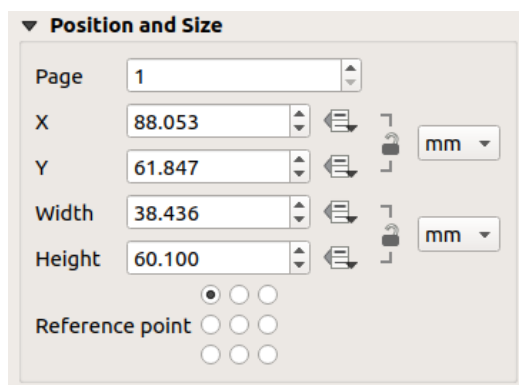 Position and Size
Page 1
X 88.053
mm
Y 61.847
Width 38.436
mm
Height 60.100
Reference point